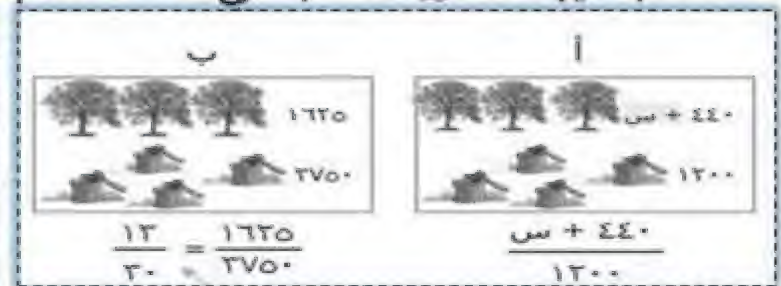 أ
٤٤٠ + س
١٢٠٠
٤٤٠ + س
١٢٠٠
ب
١٦٢٥
٣٧٥٠
١٦٢٥ = ١٣
٣٧٥٠   ٣٠